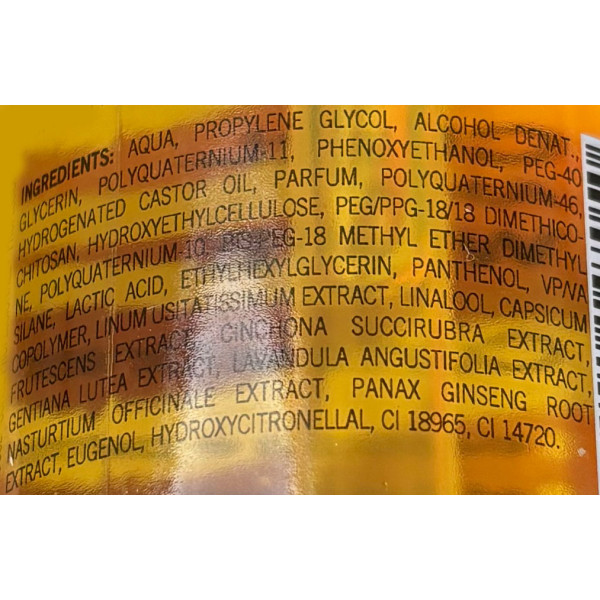 INGREDIENTS: AQUA, PROPYLENE GLYCOL, ALCOHOL DENAT.,
GLYCERIN, POLYQUATERNIUM-11, PHENOXYETHANOL, PEG-40
HYDROGENATED CASTOR OIL, PARFUM, POLYQUATERNIUM-46,
CHITOSAN, HYDROXYETHYLCELLULOSE, PEG/PPG-18/18 DIMETHICO-
NE, POLYQUATERNIUM-10, BIS-PEG-18 METHYL ETHER DIMETHYL
SILANE, LACTIC ACID, ETHYLHEXYLGLYCERIN, PANTHENOL, VP/VA
COPOLYMER, LINUM USITATISSIMUM EXTRACT, LINALOOL, CAPSICUM
FRUTESCENS EXTRACT, CINCHONA SUCCIRUBRA EXTRACT,
GENTIANA LUTEA EXTRACT, LAVANDULA ANGUSTIFOLIA EXTRACT,
NASTURTIUM OFFICINALE EXTRACT, PANAX GINSENG ROOT
EXTRACT, EUGENOL, HYDROXYCITRONELLAL, CI 18965, CI 14720.